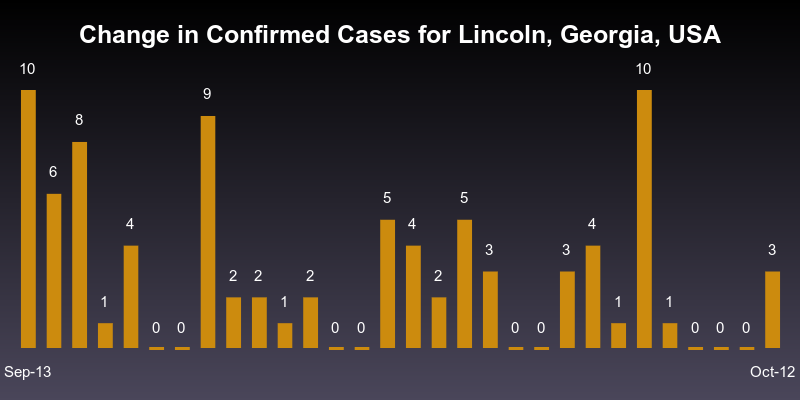 Change in Confirmed Cases for Lincoln, Georgia, USA
10 6 8 1 4 0 0 9 2 2 1 2 0 0 5 4 2 5 3 0 0 3 4 1 10 1 0 0 0 3
Sep-13 Oct-12